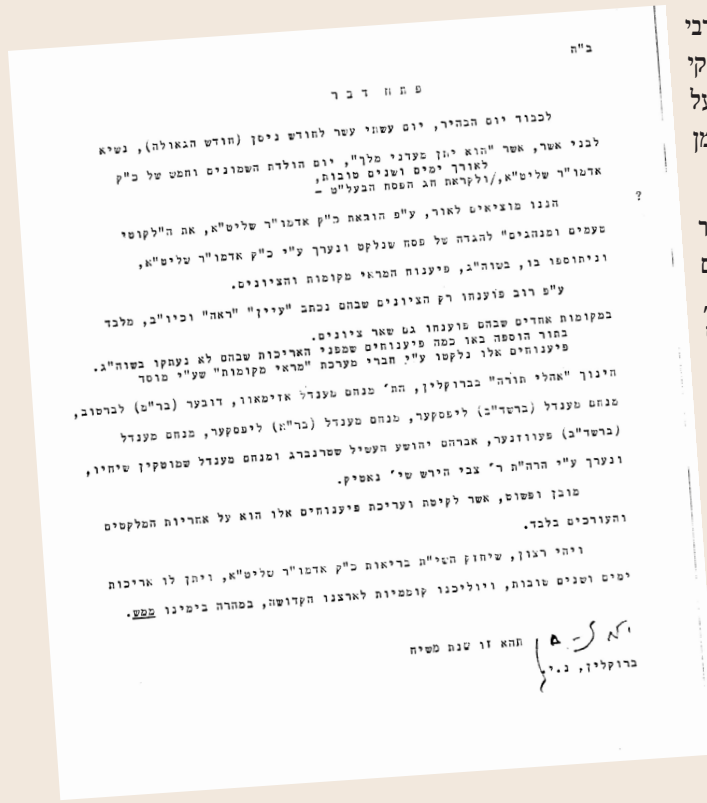 ב"ה
פתח דבר
לכבוד יום הבהיר, יום עשתי עשר לחודש ניסן (חודש הגאולה), נשיא
לבני אשר, אשר "הוא יתן מעדני מלך", יום הולדת השמונים וחמש של כ"ק
לאורך ימים ושנים טובות,
אדמו"ר שליט"א,/ולקראת חג הפסח הבעל"ט -
הננו מוציאים לאור, ע"פ הוראת כ"ק אדמו"ר שליט"א, את ה"לקוטי
?
טעמים ומנהגים" להגדה של פסח שנלקט ונערך ע"י כ"ק אדמו"ר שליט"א,
וניתוספו בו, בשוה"ג, פיענוח המראי מקומות והציונים.
ע"פ רוב פוענחו רק הציונים שבהם נכתב "עיין" "ראה" וכיו"ב, מלבד
במקומות אחדים שבהם פוענחו גם שאר ציונים.
בתור הוספה באו כמה פיענוחים שמפני האריכות שבהם לא נעתקו בשוה"ג.
פיענוחים אלו נלקטו ע"י חברי מערכת "מראי מקומות" שע"י מוסד
חינוך "אהלי תורה" בברוקלין, הת' מנחם מענדל אזימאוו, דובער (בר"מ) לברטוב,
מנחם מענדל (ברשד"ב) ליפסקער, מנחם מענדל (בר"א) ליפסקער, מנחם מענדל
(ברשד"ב) פעווזנער, אברהם יהושע העשיל שטרנברג ומנחם מענדל שמוטקין שיחיו,
ונערך ע"י הרה"ת ר' צבי הירש שי' נאטיק.
מובן ופשוט, אשר לקיטת ועריכת פיענוחים אלו הוא על אחריות המלקטים
והעורכים בלבד.
ויהי רצון, שיחזק השי"ת בריאות כ"ק אדמו"ר שליט"א, ויתן לו אריכות
ימים ושנים טובות, ויוליכנו קוממיות לארצנו הקדושה, במהרה בימינו ממש.
תהא זו שנת משיח
ברוקלין, נ.י.